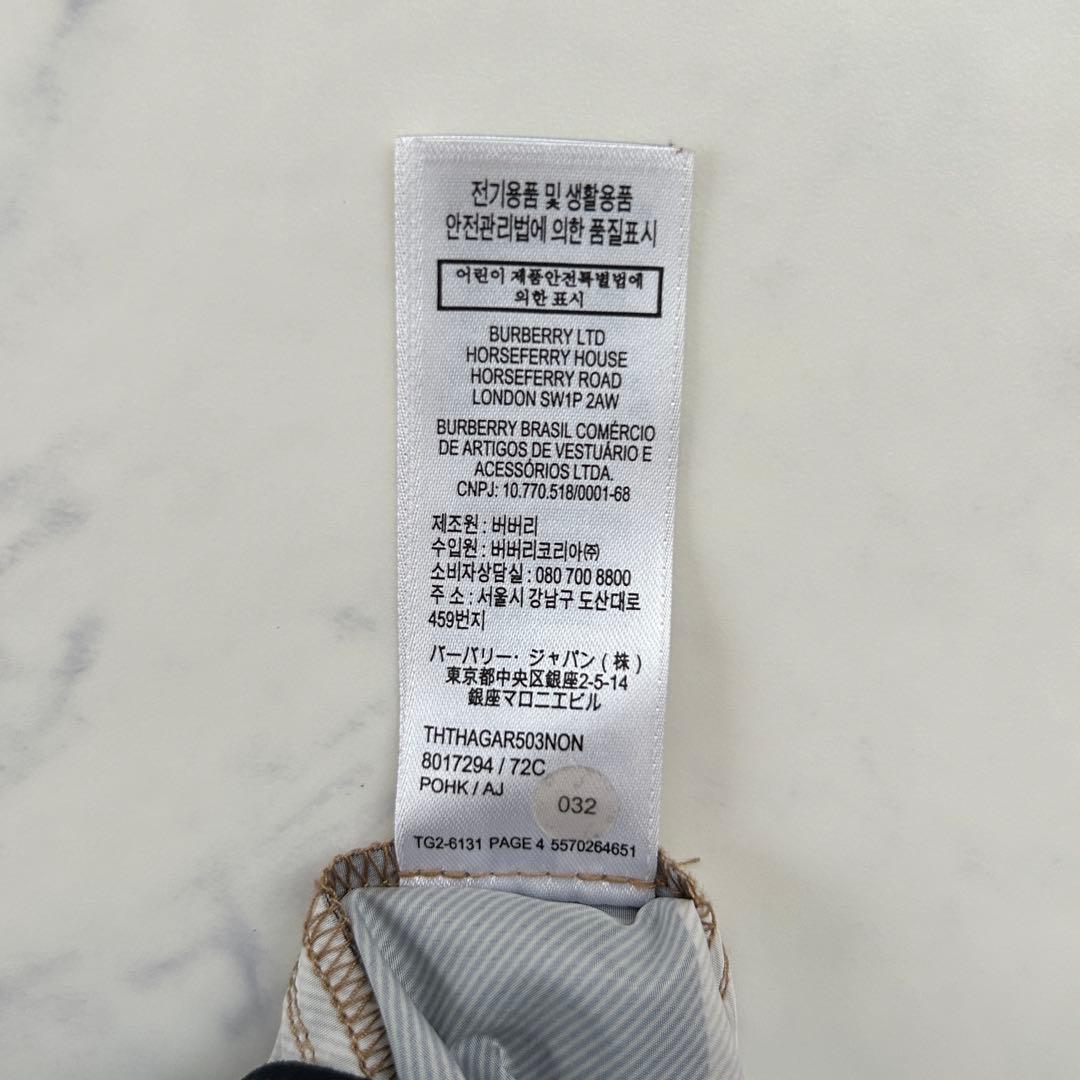 전기용품 및 생활용품
안전관리법에 의한 품질표시
어린이 제품안전특별법에
의한 표시
BURBERRY LTD
HORSEFERRY HOUSE
HORSEFERRY ROAD
LONDON SW1P 2AW
BURBERRY BRASIL COMÉRCIO
DE ARTIGOS DE VESTUÁRIO E
ACESSÓRIOS LTDA.
CNPJ: 10.770.518/0001-68
제조원 : 버버리
수입원 : 버버리코리아㈜
소비자상담실 : 080 700 8800
주 소 : 서울시 강남구 도산대로
459번지
バーバリー・ジャパン ( 株 )
東京都中央区銀座2-5-14
銀座マロニエビル
THTHAGAR503NON
8017294 / 72C
POHK / AJ
032
TG2-6131 PAGE 4 5570264651